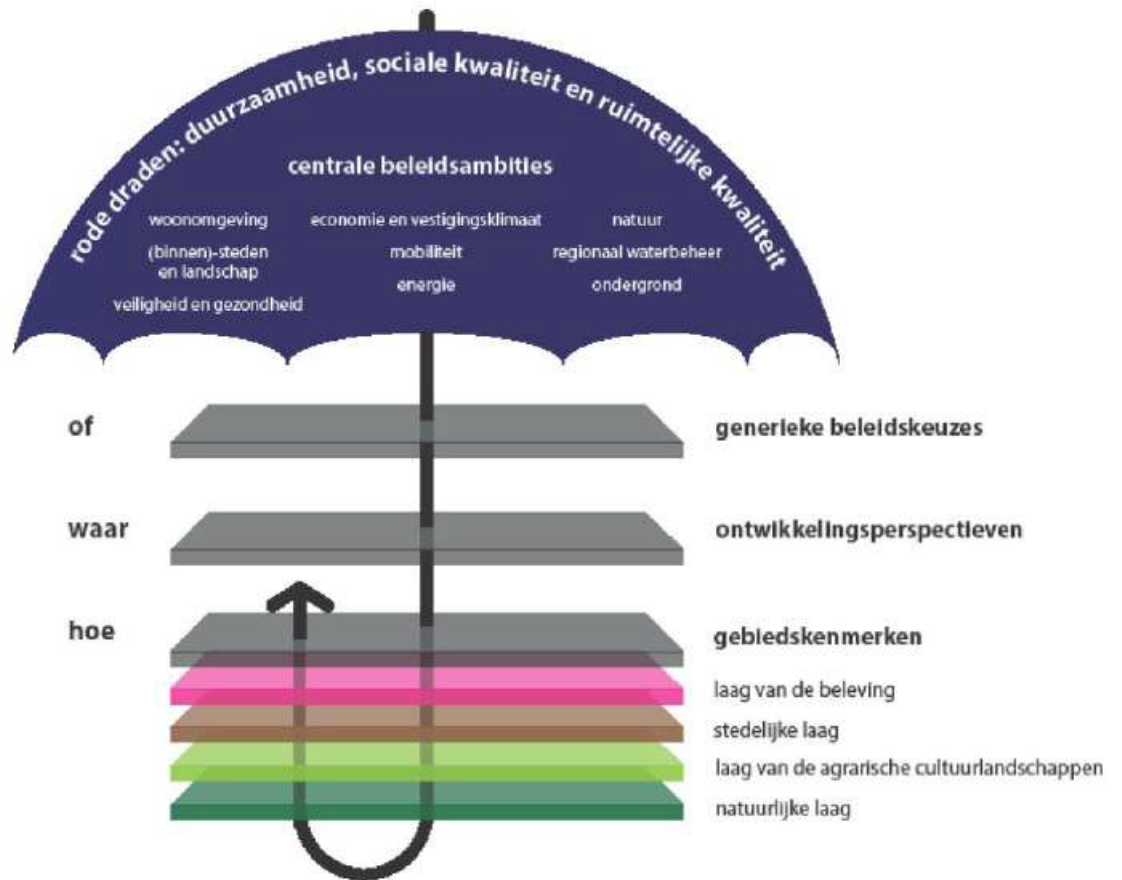 rode draden: duurzaamheid, sociale kwaliteit en ruimtelijke kwaliteit
centrale beleidsambities
woonomgeving
(binnen)-steden
en landschap
veiligheid en gezondheid
economie en vestigingsklimaat
mobiliteit
energie
natuur
regionaal waterbeheer
ondergrond
of
generieke beleidskeuzes
waar
ontwikkelingsperspectieven
hoe
gebiedskenmerken
laag van de beleving
stedelijke laag
laag van de agrarische cultuurlandschappen
natuurlijke laag